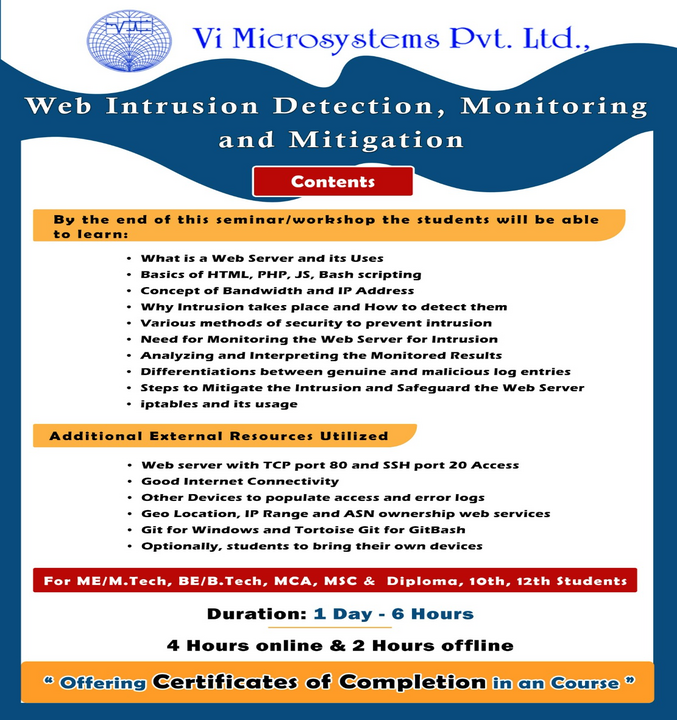 Vi Microsystems Pvt. Ltd.,
Web Intrusion Detection, Monitoring
and Mitigation
Contents
By the end of this seminar/workshop the students will be able
to learn:
• What is a Web Server and its Uses
• Basics of HTML, PHP, JS, Bash scripting
• Concept of Bandwidth and IP Address
• Why Intrusion takes place and How to detect them
• Various methods of security to prevent intrusion
• Need for Monitoring the Web Server for Intrusion
• Analyzing and Interpreting the Monitored Results
• Differentiations between genuine and malicious log entries
• Steps to Mitigate the Intrusion and Safeguard the Web Server
• iptables and its usage
Additional External Resources Utilized
• Web server with TCP port 80 and SSH port 20 Access
• Good Internet Connectivity
• Other Devices to populate access and error logs
• Geo Location, IP Range and ASN ownership web services
• Git for Windows and Tortoise Git for GitBash
• Optionally, students to bring their own devices
For ME/M.Tech, BE/B.Tech, MCA, MSC & Diploma, 10th, 12th Students
Duration: 1 Day - 6 Hours
4 Hours online & 2 Hours offline
“ Offering Certificates of Completion in an Course ”